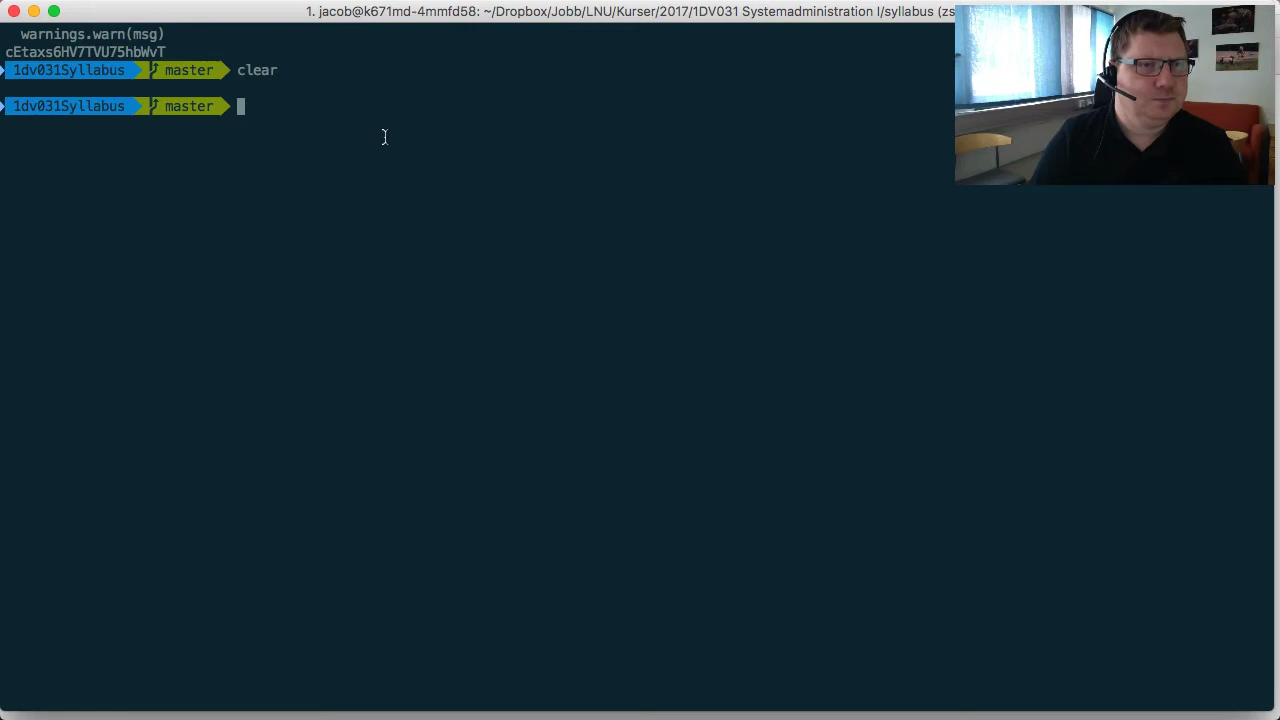 1. jacob@k671md-4mmfd58: ~/Dropbox/Jobb/LNU/Kurser/2017/1DV031 Systemadministration I/syllabus (zs
warnings.warn(msg)
cEtaxs6HV7TVU75hbWvT
1dv031Syllabus master clear
1dv031Syllabus master